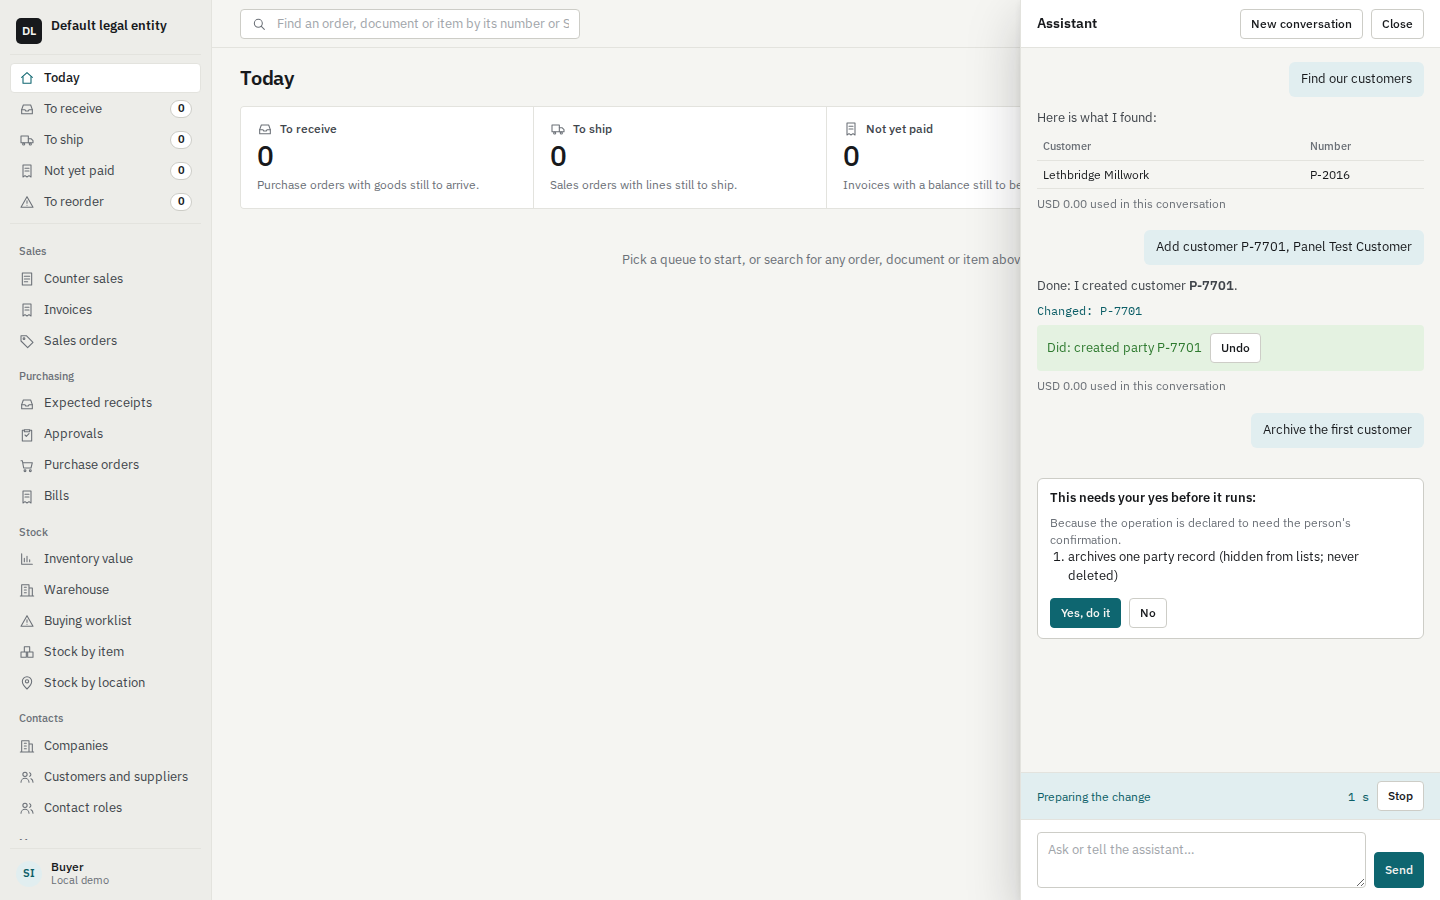 DL
Default legal entity
Today
To receive
0
To ship
0
Not yet paid
0
To reorder
0
Sales
Counter sales
Invoices
Sales orders
Purchasing
Expected receipts
Approvals
Purchase orders
Bills
Stock
Inventory value
Warehouse
Buying worklist
Stock by item
Stock by location
Contacts
Companies
Customers and suppliers
Contact roles
SI
Buyer
Local demo
Find an order, document or item by its number or S
Today
To receive
0
Purchase orders with goods still to arrive.
To ship
0
Sales orders with lines still to ship.
Not yet paid
0
Invoices with a balance still to be
Pick a queue to start, or search for any order, document or item abov
Assistant
New conversation
Close
Find our customers
Here is what I found:
Customer Number
Lethbridge Millwork P-2016
USD 0.00 used in this conversation
Add customer P-7701, Panel Test Customer
Done: I created customer P-7701.
Changed: P-7701
Did: created party P-7701
Undo
USD 0.00 used in this conversation
Archive the first customer
This needs your yes before it runs:
Because the operation is declared to need the person's
confirmation.
1. archives one party record (hidden from lists; never
deleted)
Yes, do it
No
Preparing the change
1 s
Stop
Ask or tell the assistant...
Send